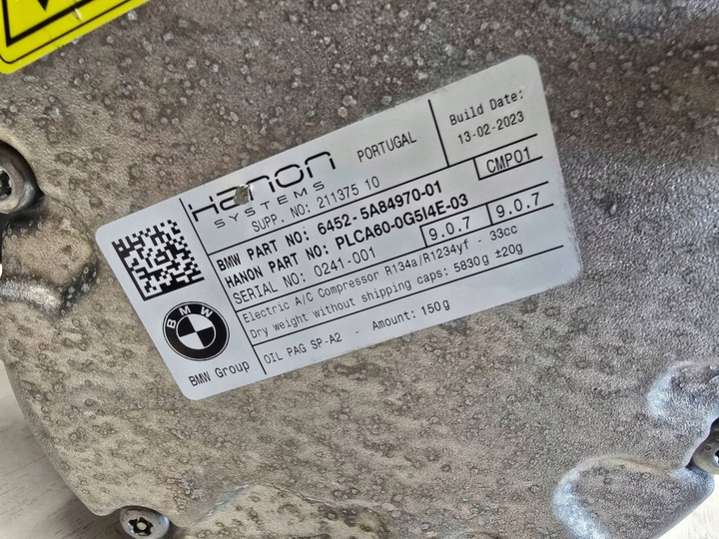 Hanon
SYSTEMS
PORTUGAL
Build Date:
13-02-2023
SUPP. NO: 211375 10
CMP01
BMW PART NO: 6452-5A84970-01
HANON PART NO: PLCA60-0G5I4E-03
SERIAL NO: 0241-001
9.0.7
9.0.7
Electric A/C Compressor R134a/R1234yf - 33cc
Dry weight without shipping caps: 5830g ±20g
OIL PAG SP-A2 - Amount: 150g
BMW
BMW Group